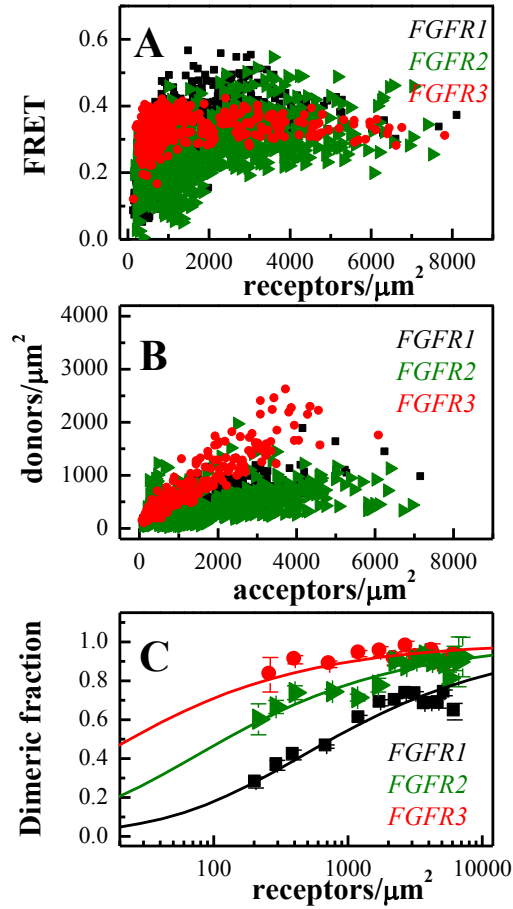 A
FGFR1
FGFR2
FGFR3
FRET
0.6
0.4
0.2
0.0
0 2000 4000 6000 8000
receptors/μm²
B
FGFR1
FGFR2
FGFR3
donors/μm²
4000
3000
2000
1000
0
0 2000 4000 6000 8000
acceptors/μm²
C
FGFR1
FGFR2
FGFR3
Dimeric fraction
1.0
0.8
0.6
0.4
0.2
0.0
100 1000 10000
receptors/μm²